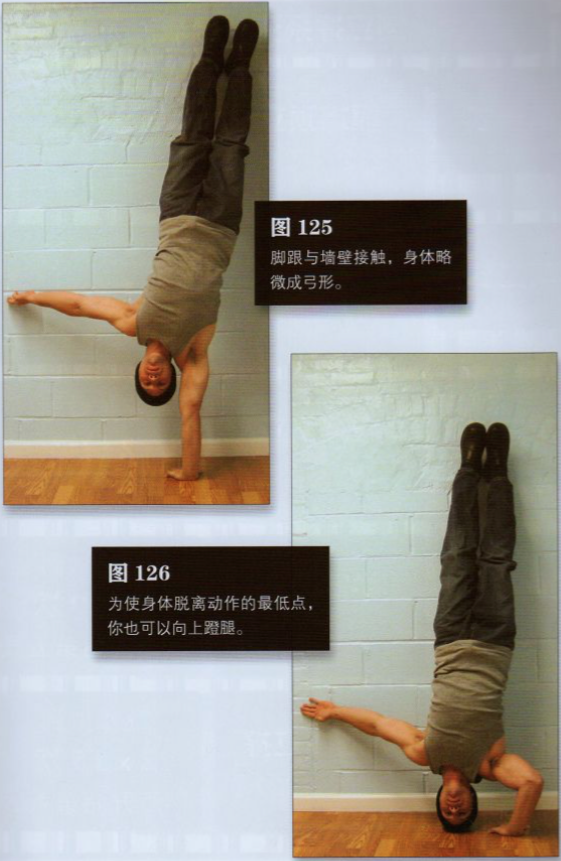 图 125
脚跟与墙壁接触，身体略
微成弓形。
图 126
为使身体脱离动作的最低点，
你也可以向上蹬腿。